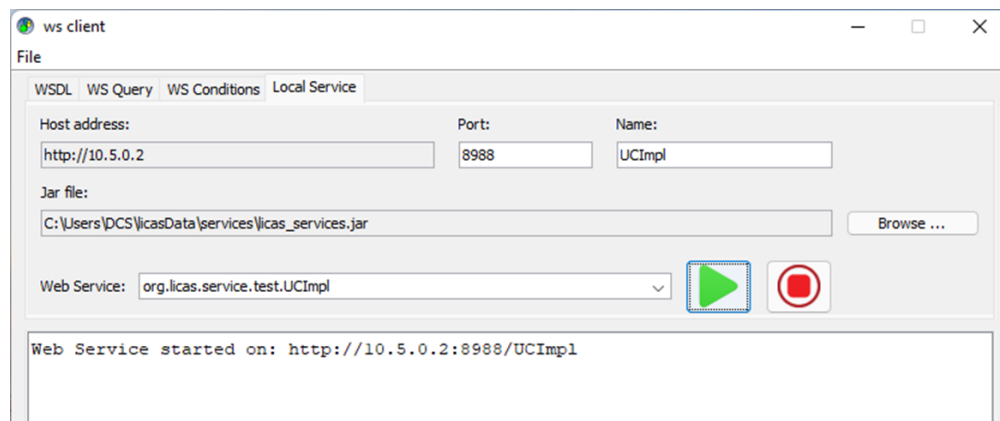 ws client
File
WSDL WS Query WS Conditions Local Service
Host address: Port: Name:
http://10.5.0.2 8988 UCImpl
Jar file:
C:\Users\DCS\licasData\services\licas_services.jar Browse ...
Web Service: org.licas.service.test.UCImpl
Web Service started on: http://10.5.0.2:8988/UCImpl